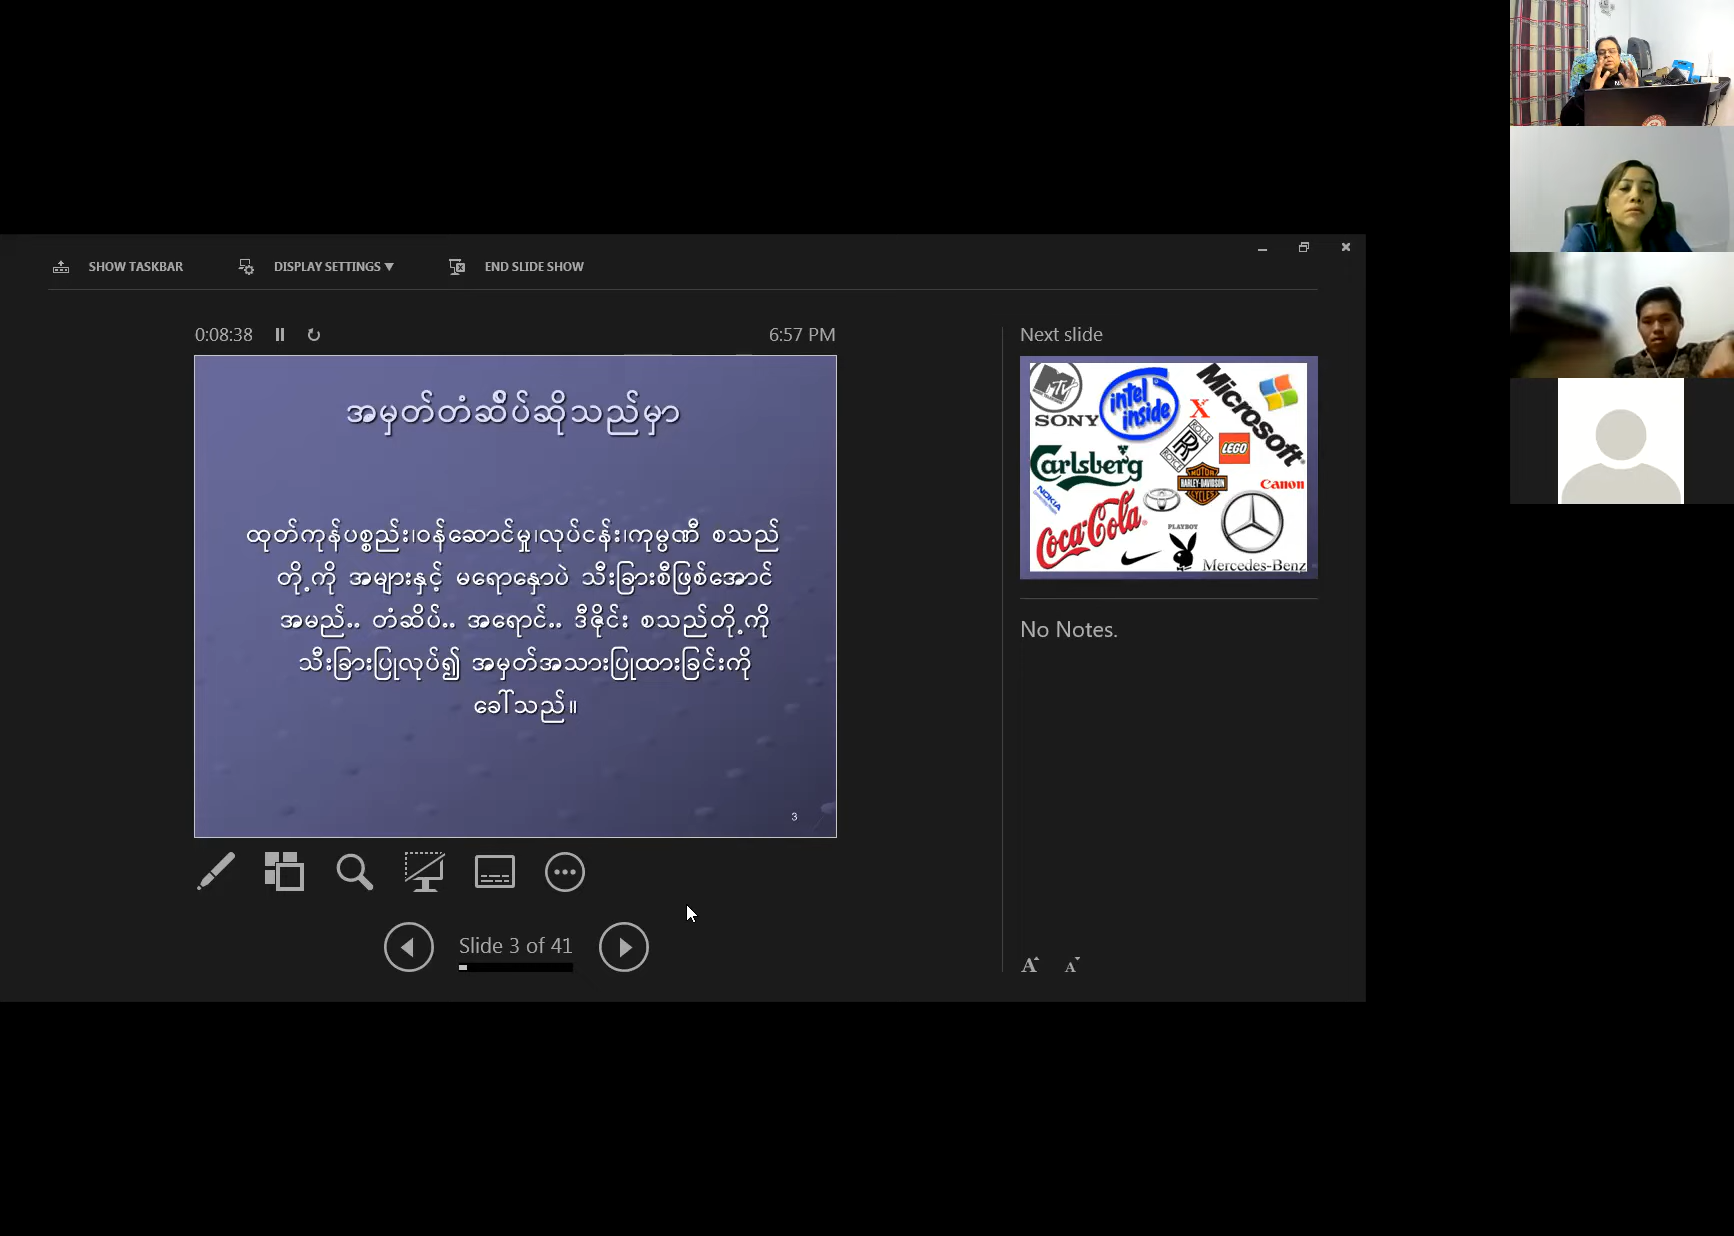 SHOW TASKBAR
DISPLAY SETTINGS ▼
END SLIDE SHOW
0:08:38
6:57 PM
အမှတ်တံဆိပ်ဆိုသည်မှာ
ထုတ်ကုန်ပစ္စည်း၊ဝန်ဆောင်မှု၊လုပ်ငန်း၊ကုမ္ပဏီ စသည်
တို့ကို အများနှင့် မရောနှောပဲ သီးခြားစီဖြစ်အောင်
အမည်.. တံဆိပ်.. အရောင်.. ဒီဇိုင်း စသည်တို့ကို
သီးခြားပြုလုပ်၍ အမှတ်အသားပြုထားခြင်းကို
ခေါ်သည်။
3
Slide 3 of 41
Next slide
MTV
SONY
intel inside
X
Microsoft
ROLLS
RR
ROYCE
LEGO
Carlsberg
MOTOR
HARLEY-DAVIDSON
CYCLES
Canon
NOKIA
Coca-Cola
PLAYBOY
Mercedes-Benz
No Notes.
A
A